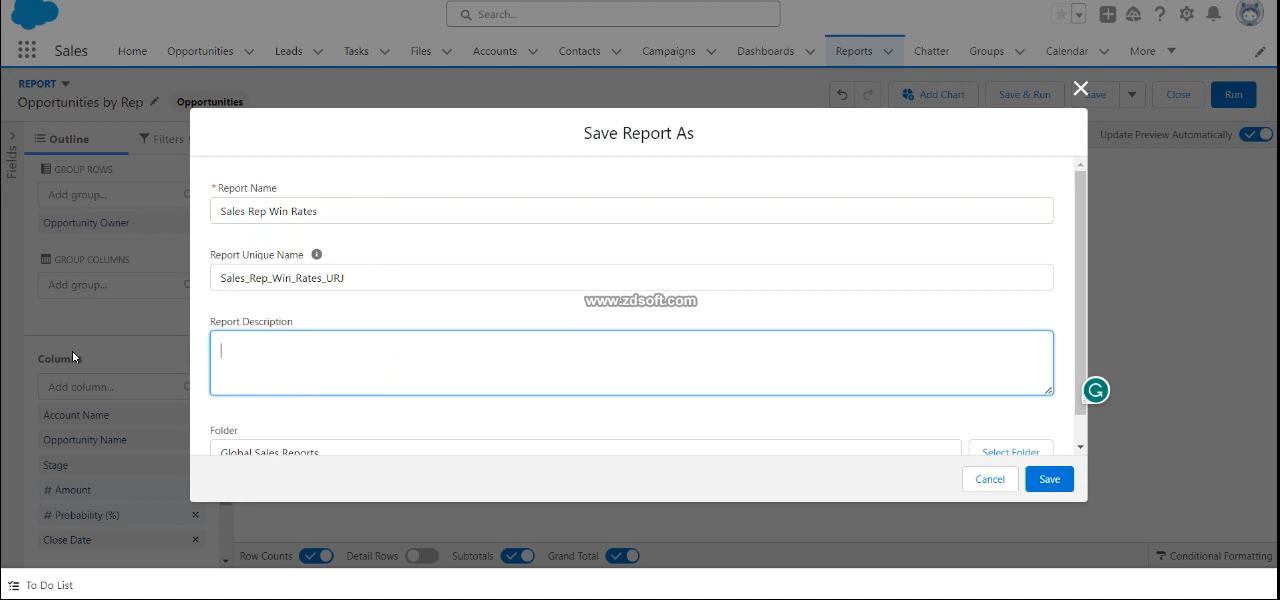 Search...
Sales
Home
Opportunities
Leads
Tasks
Files
Accounts
Contacts
Campaigns
Dashboards
Reports
Chatter
Groups
Calendar
More
REPORT
Opportunities by Rep
Opportunities
Add Chart
Save & Run
ave
Close
Run
Fields
Outline
Filters
Update Preview Automatically
GROUP ROWS
Add group...
Opportunity Owner
GROUP COLUMNS
Add group...
Colum
Add column...
Account Name
Opportunity Name
Stage
# Amount
# Probability (%)
Close Date
Save Report As
*Report Name
Sales Rep Win Rates
Report Unique Name
Sales_Rep_Win_Rates_URJ
www.zdsoft.com
Report Description
Folder
Global Sales Reports
Select Folder
Cancel
Save
Row Counts
Detail Rows
Subtotals
Grand Total
Conditional Formatting
To Do List